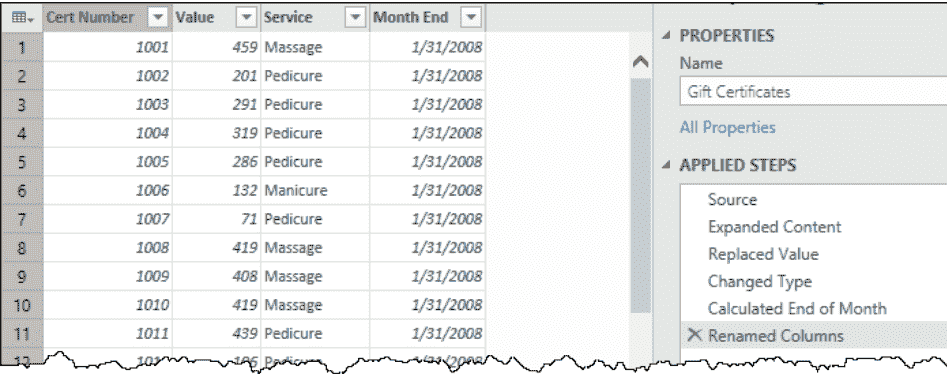 Cert Number Value Service Month End
1 1001 459 Massage 1/31/2008
2 1002 201 Pedicure 1/31/2008
3 1003 291 Pedicure 1/31/2008
4 1004 319 Pedicure 1/31/2008
5 1005 286 Pedicure 1/31/2008
6 1006 132 Manicure 1/31/2008
7 1007 71 Pedicure 1/31/2008
8 1008 419 Massage 1/31/2008
9 1009 408 Massage 1/31/2008
10 1010 419 Massage 1/31/2008
11 1011 439 Pedicure 1/31/2008
PROPERTIES
Name
Gift Certificates
All Properties
APPLIED STEPS
Source
Expanded Content
Replaced Value
Changed Type
Calculated End of Month
Renamed Columns